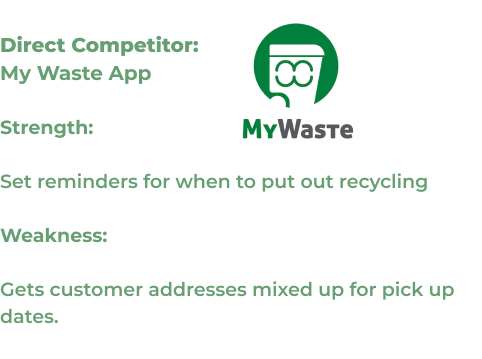 Direct Competitor:
My Waste App
MyWaste
Strength:
Set reminders for when to put out recycling
Weakness:
Gets customer addresses mixed up for pick up
dates.